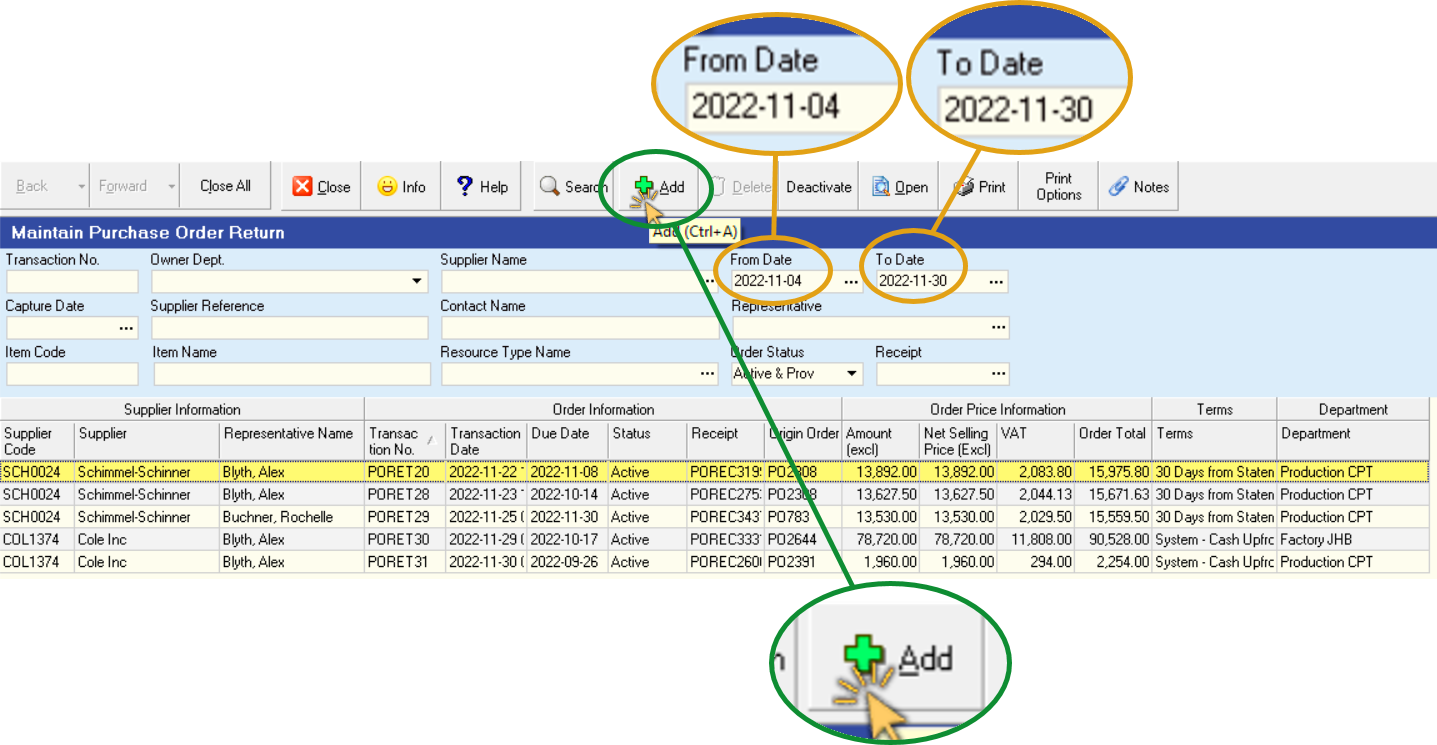 From Date
To Date
2022-11-04
2022-11-30
Back
Forward
Close All
Close
Info
Help
Search
Add
Delete
Deactivate
Open
Print
Print Options
Notes
Add (Ctrl+A)
Maintain Purchase Order Return
Transaction No. Owner Dept. Supplier Name From Date To Date
2022-11-04 2022-11-30
Capture Date Supplier Reference Contact Name Representative
Item Code Item Name Resource Type Name Order Status Receipt
Active & Prov
Supplier Information Order Information Order Price Information Terms Department
Supplier Code Supplier Representative Name Transac tion No. Transaction Date Due Date Status Receipt Origin Order Amount (excl) Net Selling Price (Excl) VAT Order Total Terms Department
SCH0024 Schimmel-Schinner Blyth, Alex PORET20 2022-11-22 2022-11-08 Active POREC319 PO2808 13,892.00 13,892.00 2,083.80 15,975.80 30 Days from Staten Production CPT
SCH0024 Schimmel-Schinner Blyth, Alex PORET28 2022-11-23 2022-10-14 Active POREC275 13,627.50 13,627.50 2,044.13 15,671.63 30 Days from Staten Production CPT
SCH0024 Schimmel-Schinner Buchner, Rochelle PORET29 2022-11-25 2022-11-30 Active POREC343 PO783 13,530.00 13,530.00 2,029.50 15,559.50 30 Days from Staten Production CPT
COL1374 Cole Inc Blyth, Alex PORET30 2022-11-29 2022-10-17 Active POREC333 PO2644 78,720.00 78,720.00 11,808.00 90,528.00 System - Cash Upfrc Factory JHB
COL1374 Cole Inc Blyth, Alex PORET31 2022-11-30 2022-09-26 Active POREC260 PO2391 1,960.00 1,960.00 294.00 2,254.00 System - Cash Upfrc Production CPT
Add